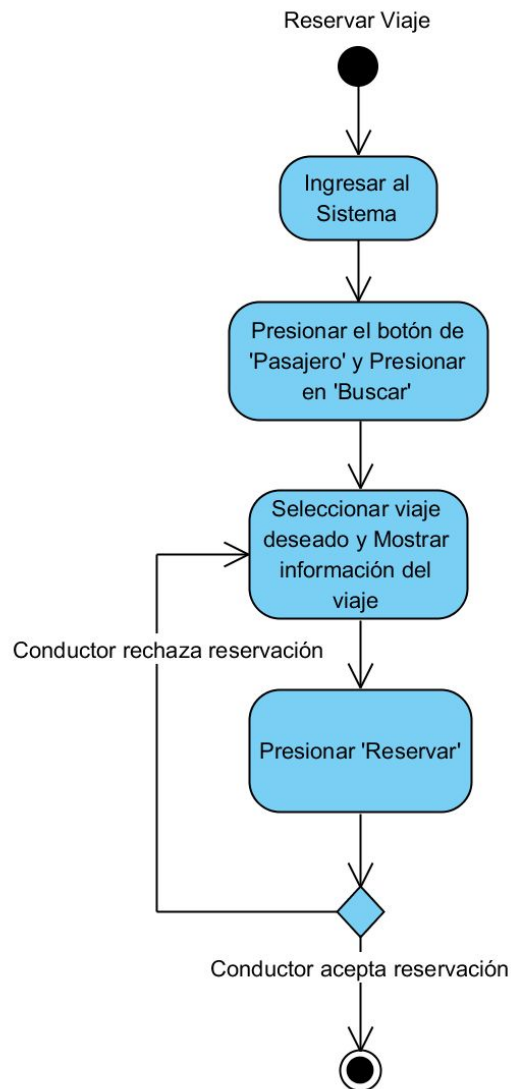 Reservar Viaje
Ingresar al
Sistema
Presionar el botón de
'Pasajero' y Presionar
en 'Buscar'
Seleccionar viaje
deseado y Mostrar
información del
viaje
Conductor rechaza reservación
Presionar 'Reservar'
Conductor acepta reservación